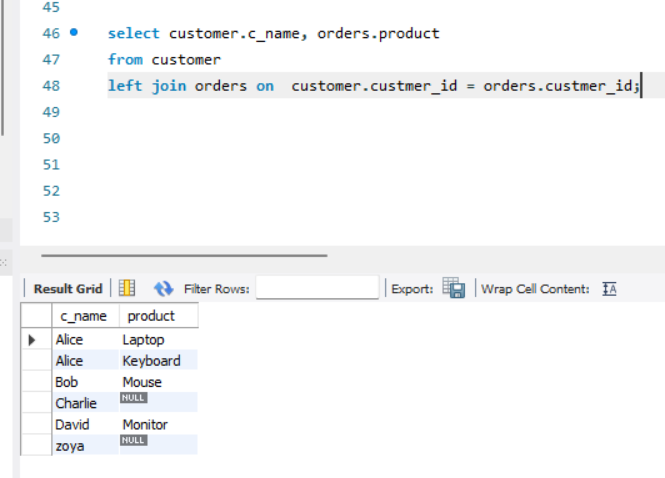 45
46 select customer.c_name, orders.product
47 from customer
48 left join orders on  customer.custmer_id = orders.custmer_id;
49
50
51
52
53
Result Grid Filter Rows: Export: Wrap Cell Content: IA
c_name product
Alice Laptop
Alice Keyboard
Bob Mouse
Charlie NULL
David Monitor
zoya NULL